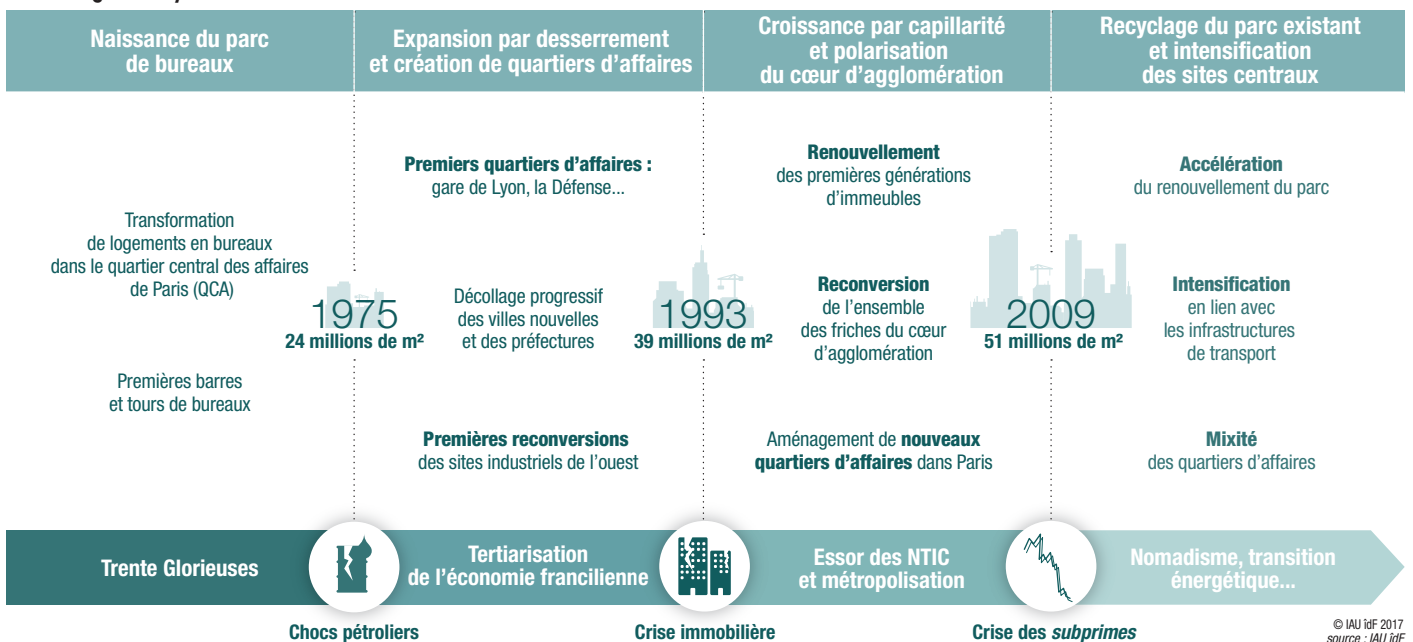 Naissance du parc
de bureaux
Expansion par desserrement
et création de quartiers d'affaires
Croissance par capillarité
et polarisation
du cœur d'agglomération
Recyclage du parc existant
et intensification
des sites centraux
Transformation
de logements en bureaux
dans le quartier central des affaires
de Paris (QCA)
Premières barres
et tours de bureaux
1975
24 millions de m²
Premiers quartiers d'affaires :
gare de Lyon, la Défense...
Décollage progressif
des villes nouvelles
et des préfectures
Premières reconversions
des sites industriels de l'ouest
1993
39 millions de m²
Renouvellement
des premières générations
d'immeubles
Reconversion
de l'ensemble
des friches du cœur
d'agglomération
Aménagement de nouveaux
quartiers d'affaires dans Paris
2009
51 millions de m²
Accélération
du renouvellement du parc
Intensification
en lien avec
les infrastructures
de transport
Mixité
des quartiers d'affaires
Trente Glorieuses
Tertiarisation
de l'économie francilienne
Essor des NTIC
et métropolisation
Nomadisme, transition
énergétique...
Chocs pétroliers
Crise immobilière
Crise des subprimes
© IAU îdF 2017
source : IAU îdF